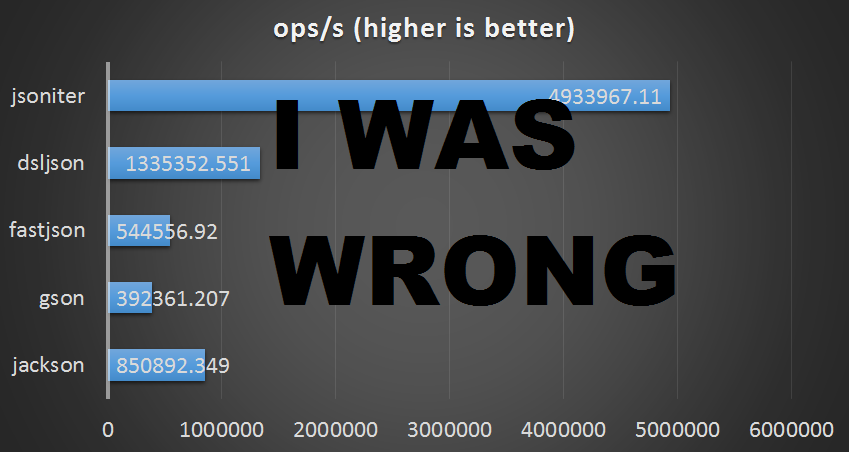 ops/s (higher is better)
jsoniter 4933967.11
I WAS
dsljson 1335352.551
fastjson 544556.92
WRONG
gson 392361.207
jackson 850892.349
0 1000000 2000000 3000000 4000000 5000000 6000000